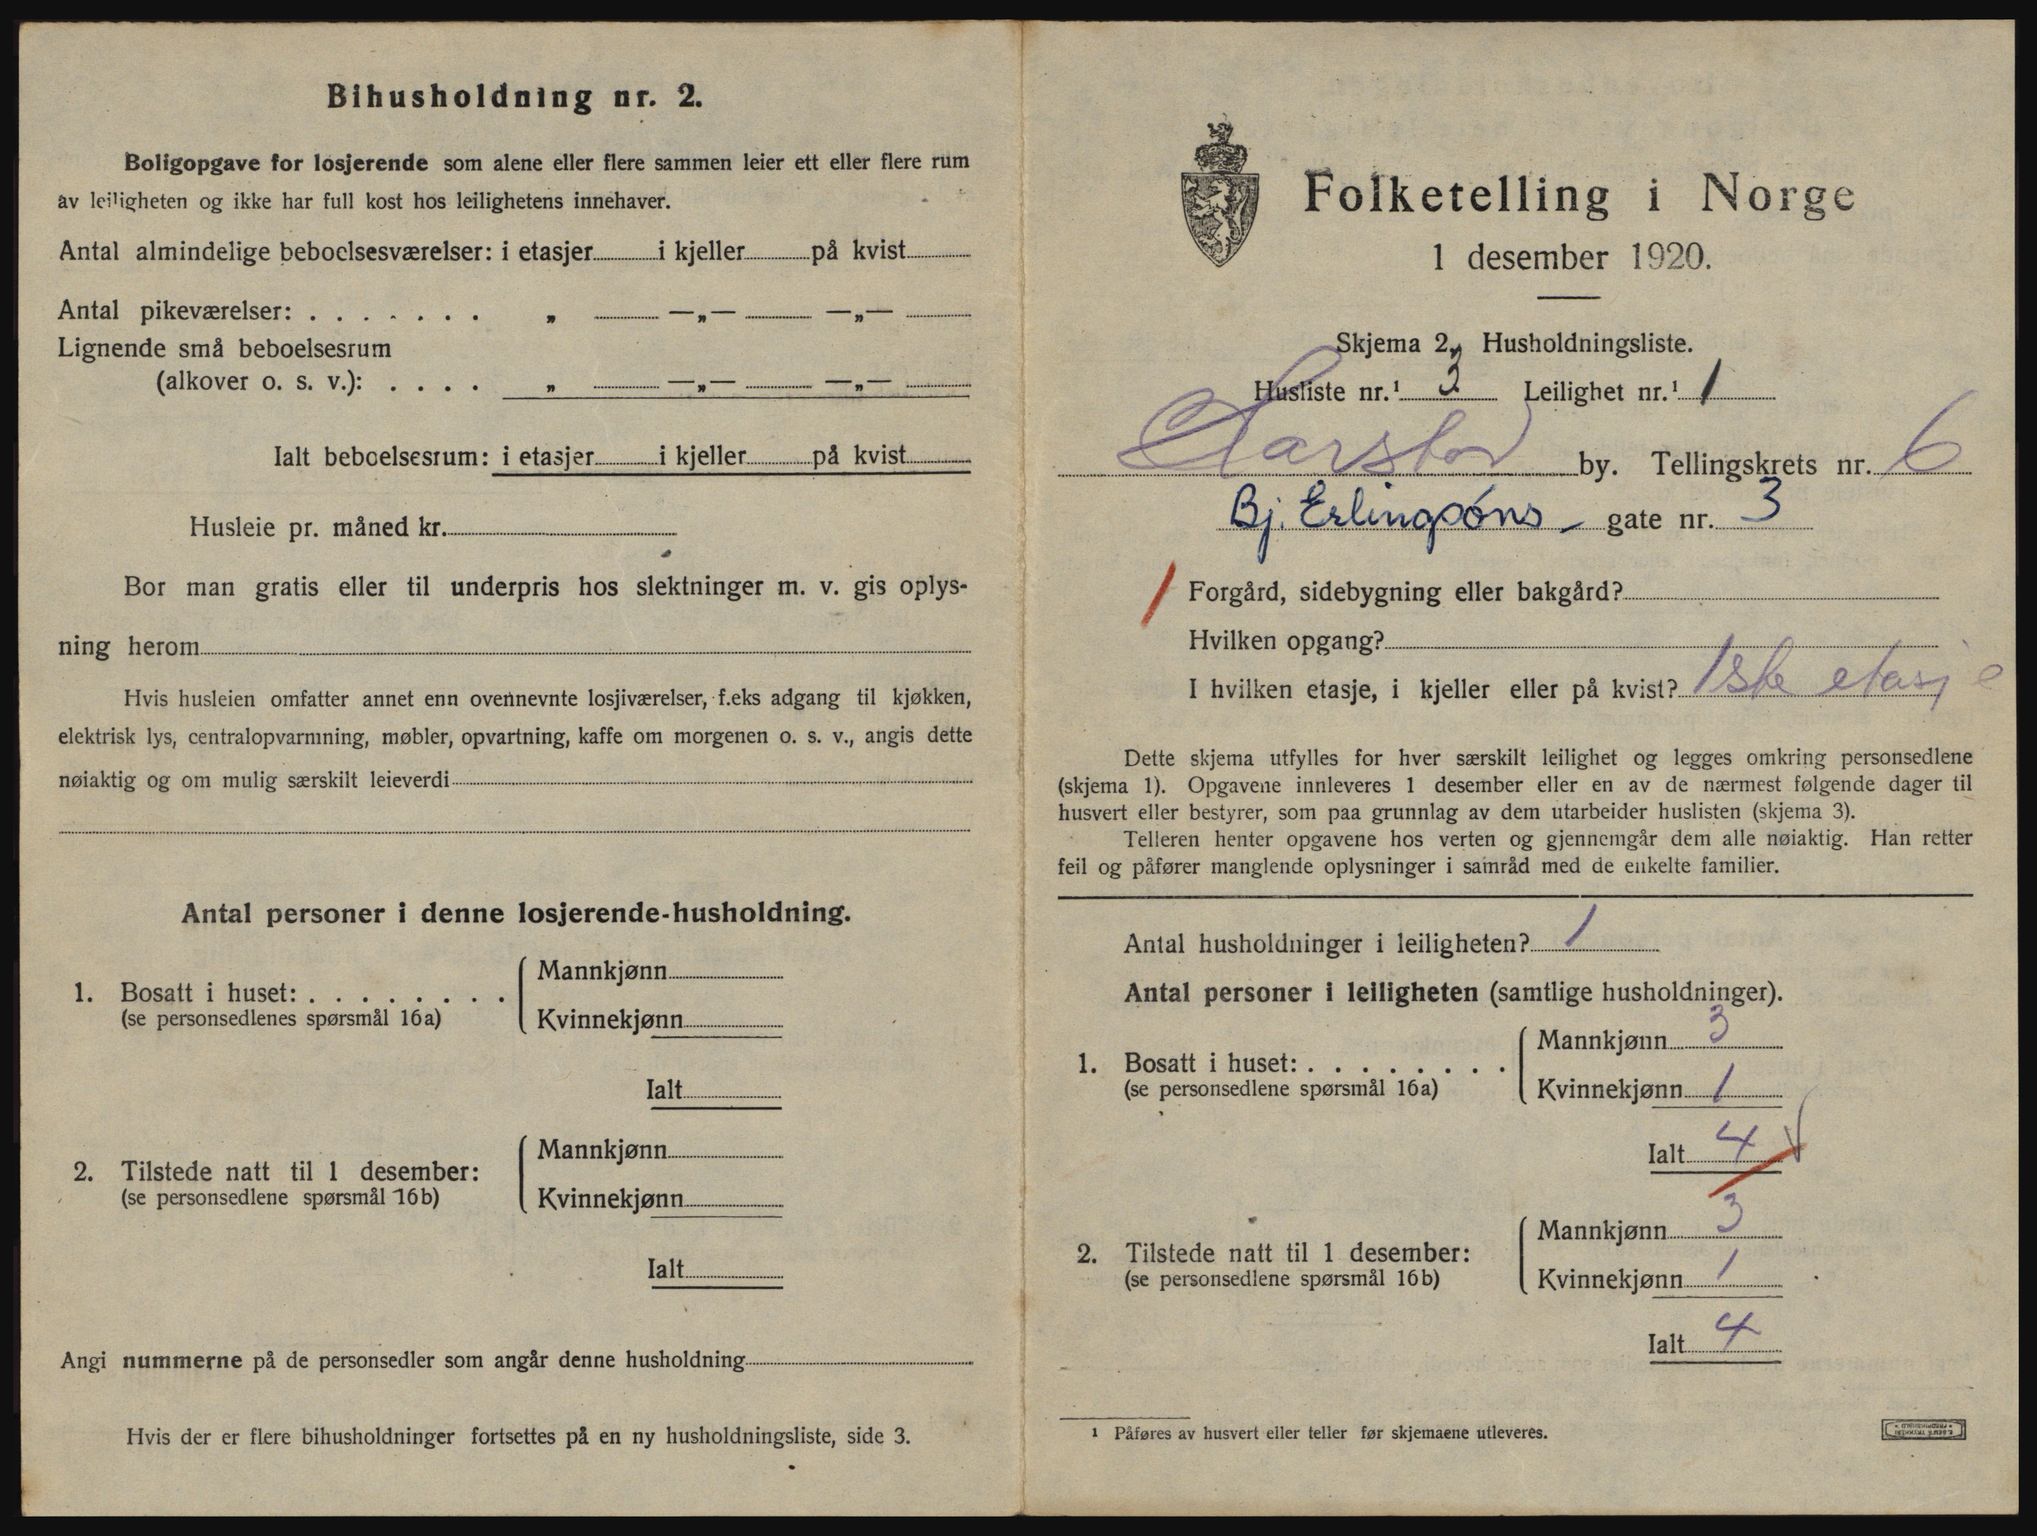 Bihusholdning nr. 2.
Boligopgave for losjerende som alene eller flere sammen leier ett eller flere rum
av leiligheten og ikke har full kost hos leilighetens innehaver.
Antal almindelige beboelsesværelser: i etasjer i kjeller på kvist
Antal pikeværelser: . . . . . . . „ —„— —„—
Lignende små beboelsesrum
(alkover o. s. v.): . . . . „ —„— —„—
Ialt beboelsesrum: i etasjer i kjeller på kvist
Husleie pr. måned kr.
Bor man gratis eller til underpris hos slektninger m. v. gis oplys-
ning herom
Hvis husleien omfatter annet enn ovennevnte losjiværelser, f.eks adgang til kjøkken,
elektrisk lys, centralopvarmning, møbler, opvartning, kaffe om morgenen o. s. v., angis dette
nøiaktig og om mulig særskilt leieverdi
Antal personer i denne losjerende-husholdning.
1. Bosatt i huset: . . . . . . . .
(se personsedlenes spørsmål 16a)
Mannkjønn
Kvinnekjønn
Ialt
2. Tilstede natt til 1 desember:
(se personsedlene spørsmål 16b)
Mannkjønn
Kvinnekjønn
Ialt
Angi nummerne på de personsedler som angår denne husholdning
Hvis der er flere bihusholdninger fortsettes på en ny husholdningsliste, side 3.
Folketelling i Norge
1 desember 1920.
Skjema 2. Husholdningsliste.
Husliste nr.¹ 3 Leilighet nr.¹ 1
Harstad by. Tellingskrets nr. 6
Bj. Erlingsöns - gate nr. 3
Forgård, sidebygning eller bakgård?
Hvilken opgang?
I hvilken etasje, i kjeller eller på kvist? 1ste etasje
Dette skjema utfylles for hver særskilt leilighet og legges omkring personsedlene
(skjema 1). Opgavene innleveres 1 desember eller en av de nærmest følgende dager til
husvert eller bestyrer, som paa grunnlag av dem utarbeider huslisten (skjema 3).
Telleren henter opgavene hos verten og gjennemgår dem alle nøiaktig. Han retter
feil og påfører manglende oplysninger i samråd med de enkelte familier.
Antal husholdninger i leiligheten? 1
Antal personer i leiligheten (samtlige husholdninger).
1. Bosatt i huset: . . . . . . . .
(se personsedlene spørsmål 16a)
Mannkjønn 3
Kvinnekjønn 1
Ialt 4
2. Tilstede natt til 1 desember:
(se personsedlene spørsmål 16b)
Mannkjønn 3
Kvinnekjønn 1
Ialt 4
¹ Påføres av husvert eller teller før skjemaene utleveres.